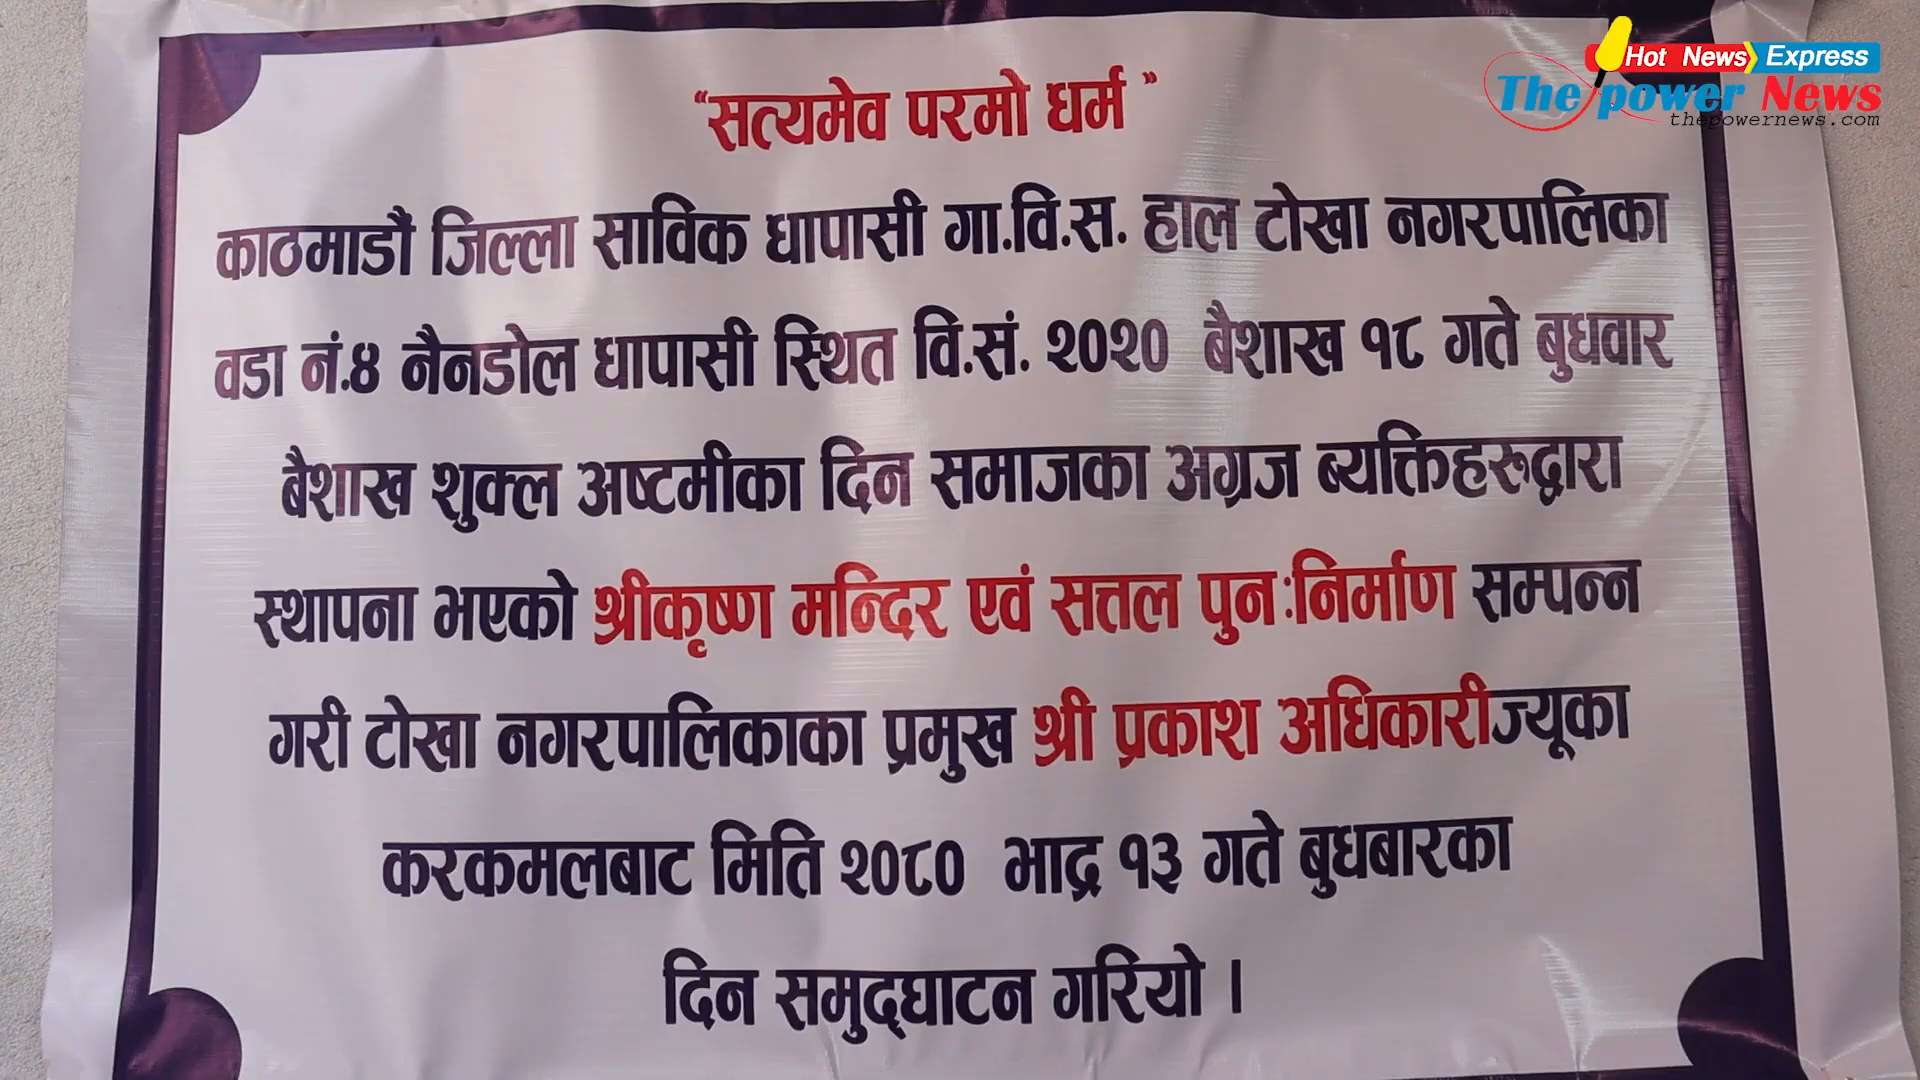 Hot News Express
The power News
thepowernews.com
"सत्यमेव परमो धर्म"
काठमाडौं जिल्ला साविक धापासी गा.वि.स. हाल टोखा नगरपालिका
वडा नं.४ नैनडोल धापासी स्थित वि.सं. २०२० बैशाख १८ गते बुधवार
बैशाख शुक्ल अष्टमीका दिन समाजका अग्रज ब्यक्तिहरुद्वारा
स्थापना भएको श्रीकृष्ण मन्दिर एवं सत्तल पुन:निर्माण सम्पन्न
गरी टोखा नगरपालिकाका प्रमुख श्री प्रकाश अधिकारीज्यूका
करकमलबाट मिति २०८० भाद्र १३ गते बुधबारका
दिन समुद्‌घाटन गरियो ।